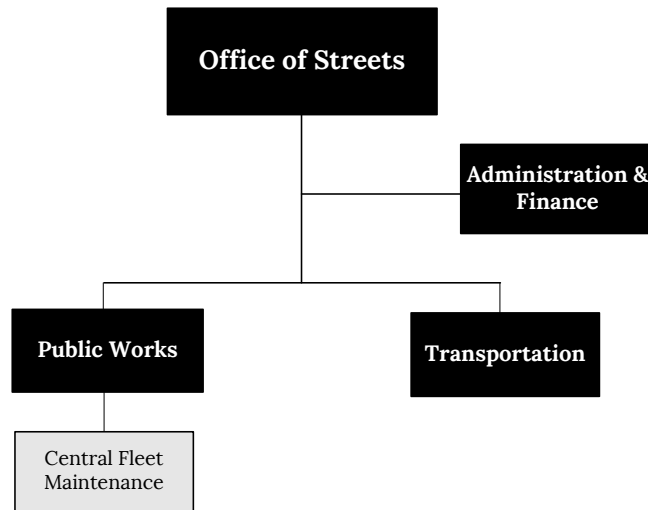 Office of Streets
Administration &
Finance
Public Works
Transportation
Central Fleet
Maintenance